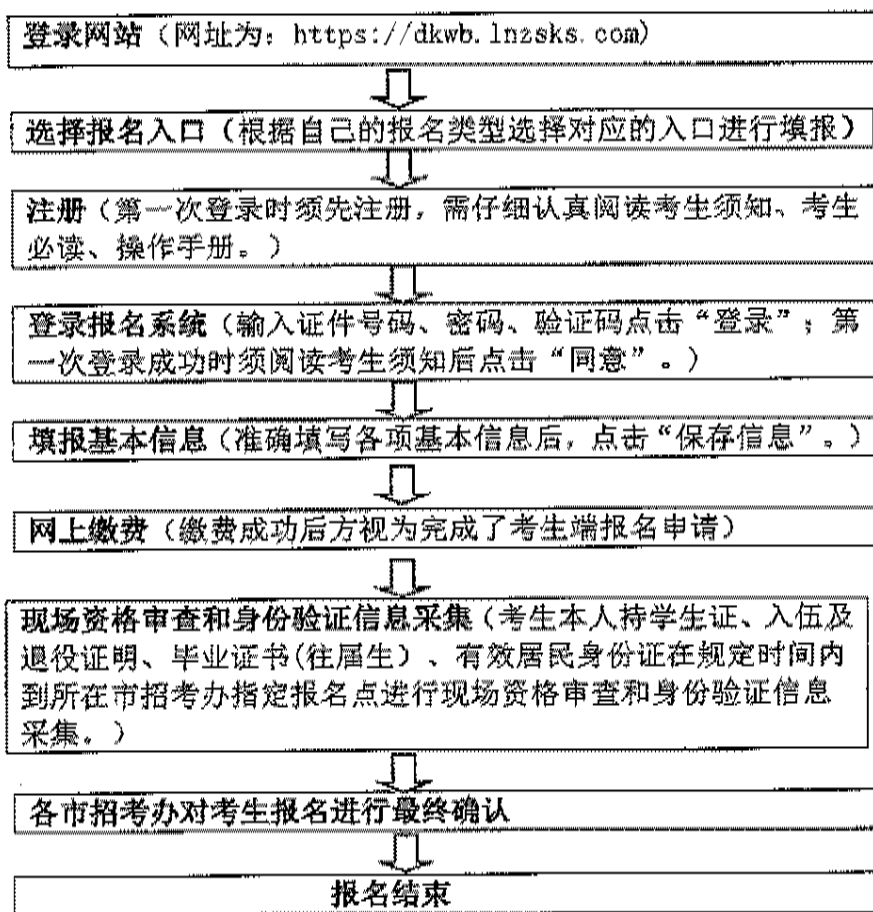 登录网站（网址为：https://dkwb.lnzsks.com）
选择报名入口（根据自己的报名类型选择对应的入口进行填报）
注册（第一次登录时须先注册，需仔细认真阅读考生须知、考生
必读、操作手册。）
登录报名系统（输入证件号码、密码、验证码点击“登录”；第
一次登录成功时须阅读考生须知后点击“同意”。）
填报基本信息（准确填写各项基本信息后，点击“保存信息”。）
网上缴费（缴费成功后方视为完成了考生端报名申请）
现场资格审查和身份验证信息采集（考生本人持学生证、入伍及
退役证明、毕业证书(往届生）、有效居民身份证在规定时间内
到所在市招考办指定报名点进行现场资格审查和身份验证信息
采集。）
各市招考办对考生报名进行最终确认
报名结束